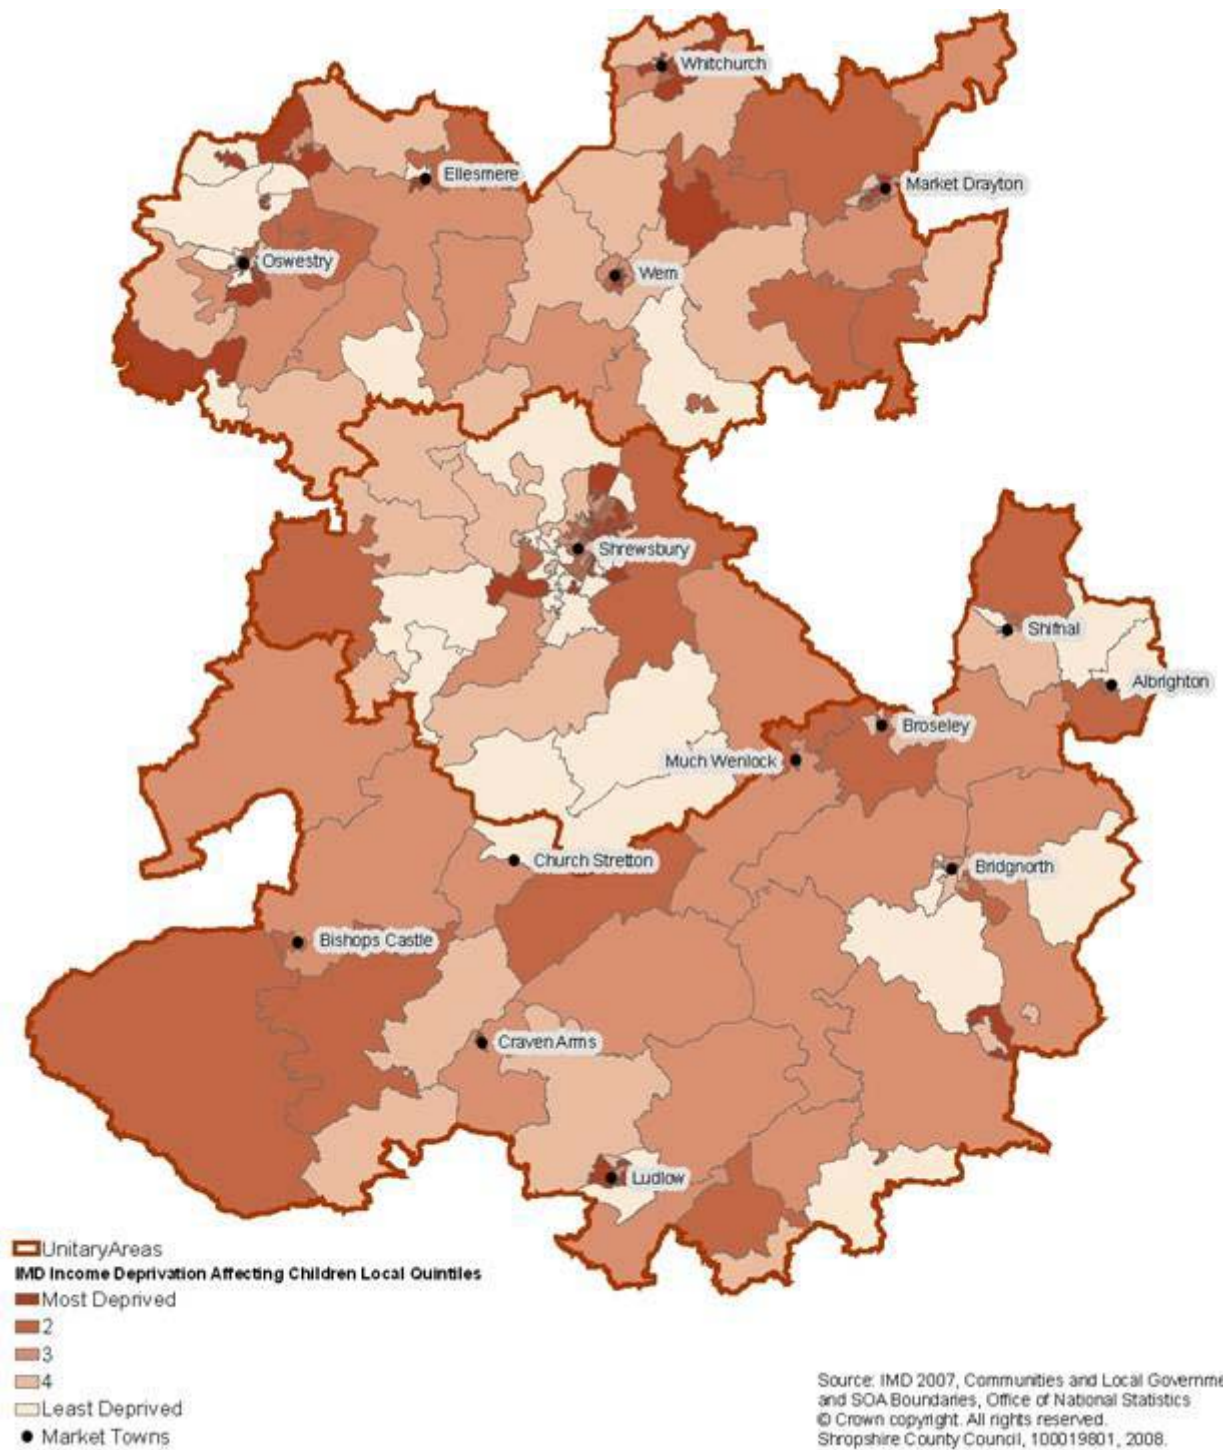 Whitchurch
Ellesmere
Market Drayton
Oswestry
Wem
Shrewsbury
Shifnal
Albrighton
Broseley
Much Wenlock
Church Stretton
Bridgnorth
Bishops Castle
Craven Arms
Ludlow
UnitaryAreas
IMD Income Deprivation Affecting Children Local Quintiles
Most Deprived
2
3
4
Least Deprived
Market Towns
Source: IMD 2007, Communities and Local Governme
and SOA Boundaries, Office of National Statistics
© Crown copyright. All rights reserved.
Shropshire County Council, 100019801, 2008.